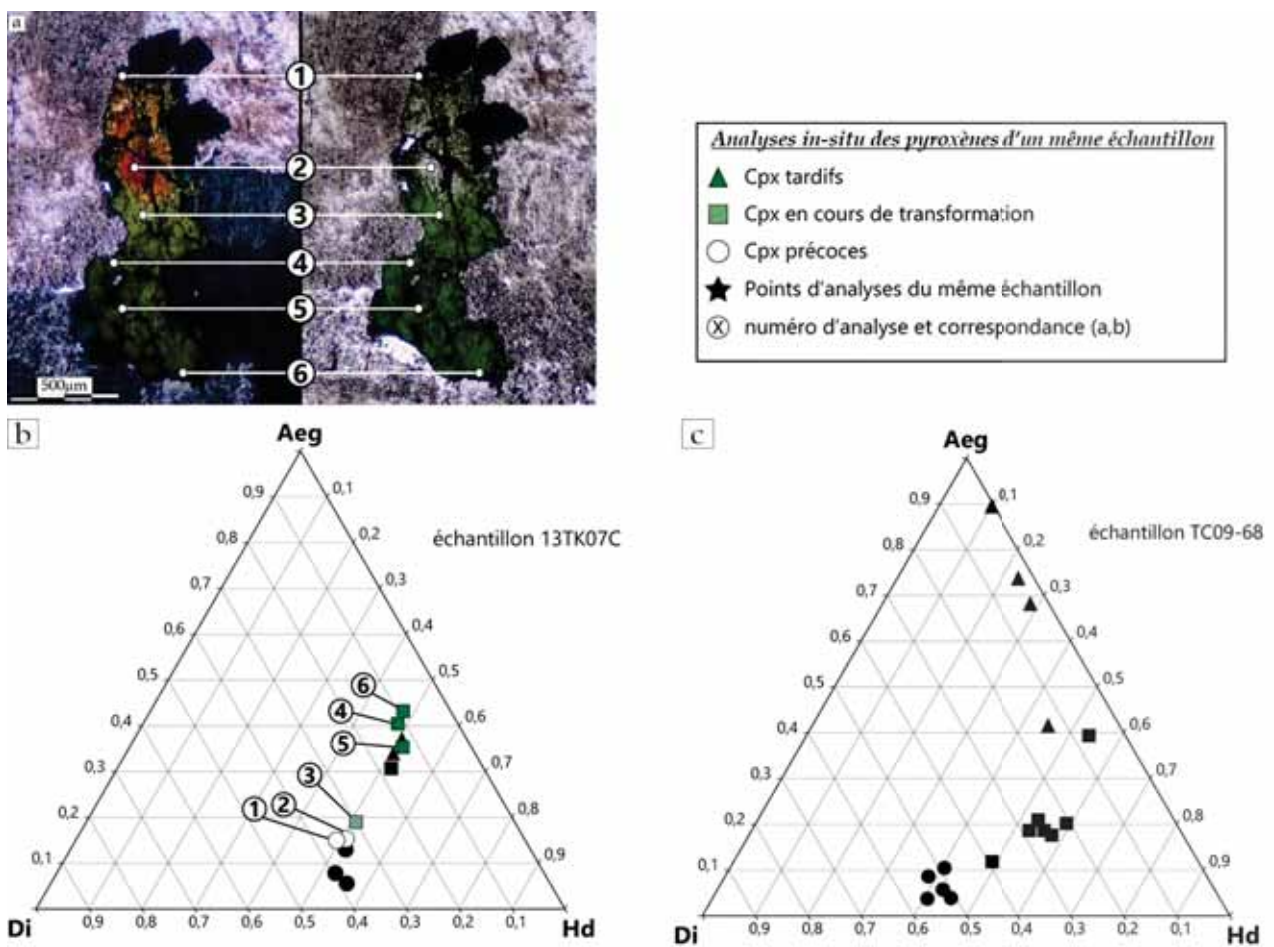 a
1
2
3
4
5
6
500µm
Analyses in-situ des pyroxènes d'un même échantillon
Cpx tardifs
Cpx en cours de transformation
Cpx précoces
Points d'analyses du même échantillon
X numéro d'analyse et correspondance (a,b)
b
Aeg
échantillon 13TK07C
0,9 0,1
0,8 0,2
0,7 0,3
0,6 0,4
0,5 0,5
0,4 0,6
0,3 0,7
0,2 0,8
0,1 0,9
6
4
5
3
2
1
Di 0,9 0,8 0,7 0,6 0,5 0,4 0,3 0,2 0,1 Hd
c
Aeg
échantillon TC09-68
0,9 0,1
0,8 0,2
0,7 0,3
0,6 0,4
0,5 0,5
0,4 0,6
0,3 0,7
0,2 0,8
0,1 0,9
Di 0,9 0,8 0,7 0,6 0,5 0,4 0,3 0,2 0,1 Hd